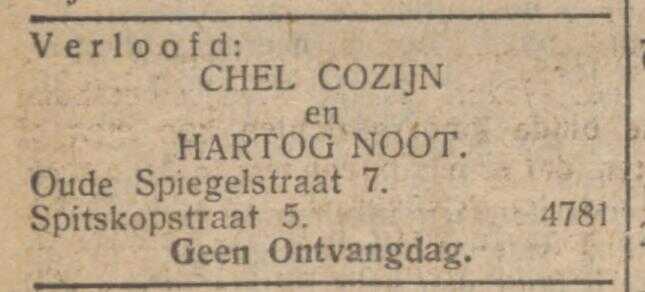 Verloofd:
CHEL COZIJN
en
HARTOG NOOT.
Oude Spiegelstraat 7.
Spitskopstraat 5. 4781
Geen Ontvangdag.